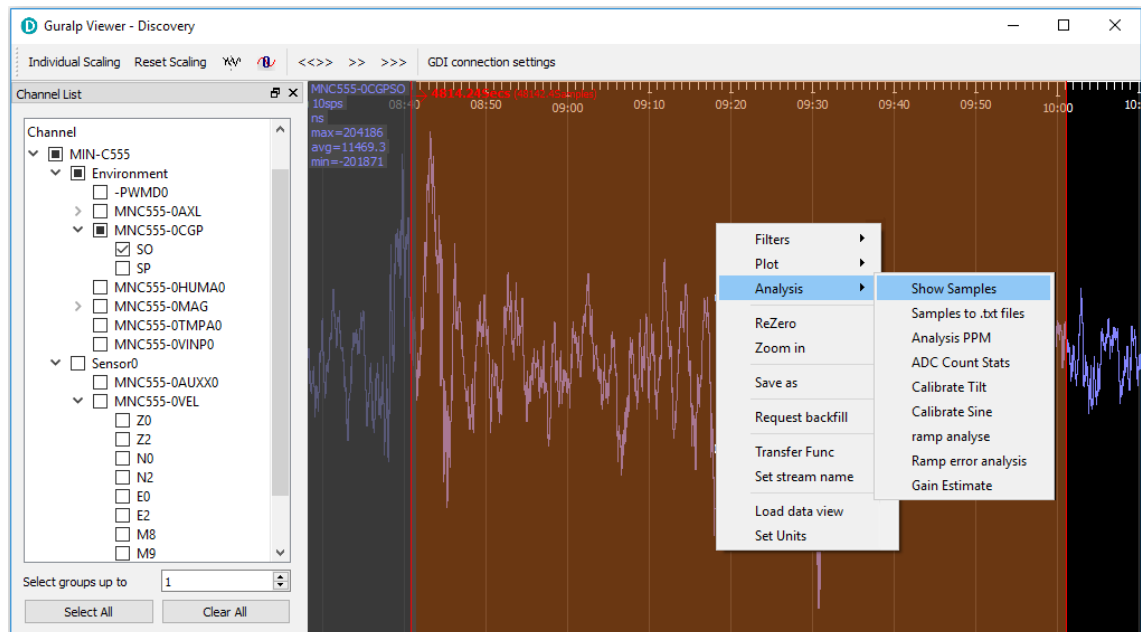 Guralp Viewer - Discovery
Individual Scaling Reset Scaling <<>> >> >>> GDI connection settings
Channel List
Channel
MIN-C555
Environment
-PWMD0
MNC555-0AXL
MNC555-0CGP
SO
SP
MNC555-0HUMA0
MNC555-0MAG
MNC555-0TMPA0
MNC555-0VINP0
Sensor0
MNC555-0AUXX0
MNC555-0VEL
Z0
Z2
N0
N2
E0
E2
M8
M9
Select groups up to 1
Select All Clear All
MNC555-0CGPSO
10sps
ns
max=204186
avg=11469.3
min=-201871
4814.24Secs
08:40 08:50 09:00 09:10 09:20 09:30 09:40 09:50 10:00 10:
Filters
Plot
Analysis
ReZero
Zoom in
Save as
Request backfill
Transfer Func
Set stream name
Load data view
Set Units
Show Samples
Samples to .txt files
Analysis PPM
ADC Count Stats
Calibrate Tilt
Calibrate Sine
ramp analyse
Ramp error analysis
Gain Estimate